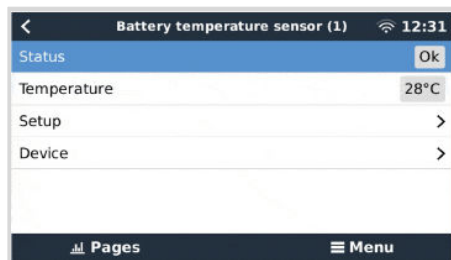 Battery temperature sensor (1) 12:31
Status Ok
Temperature 28°C
Setup
Device
Pages Menu